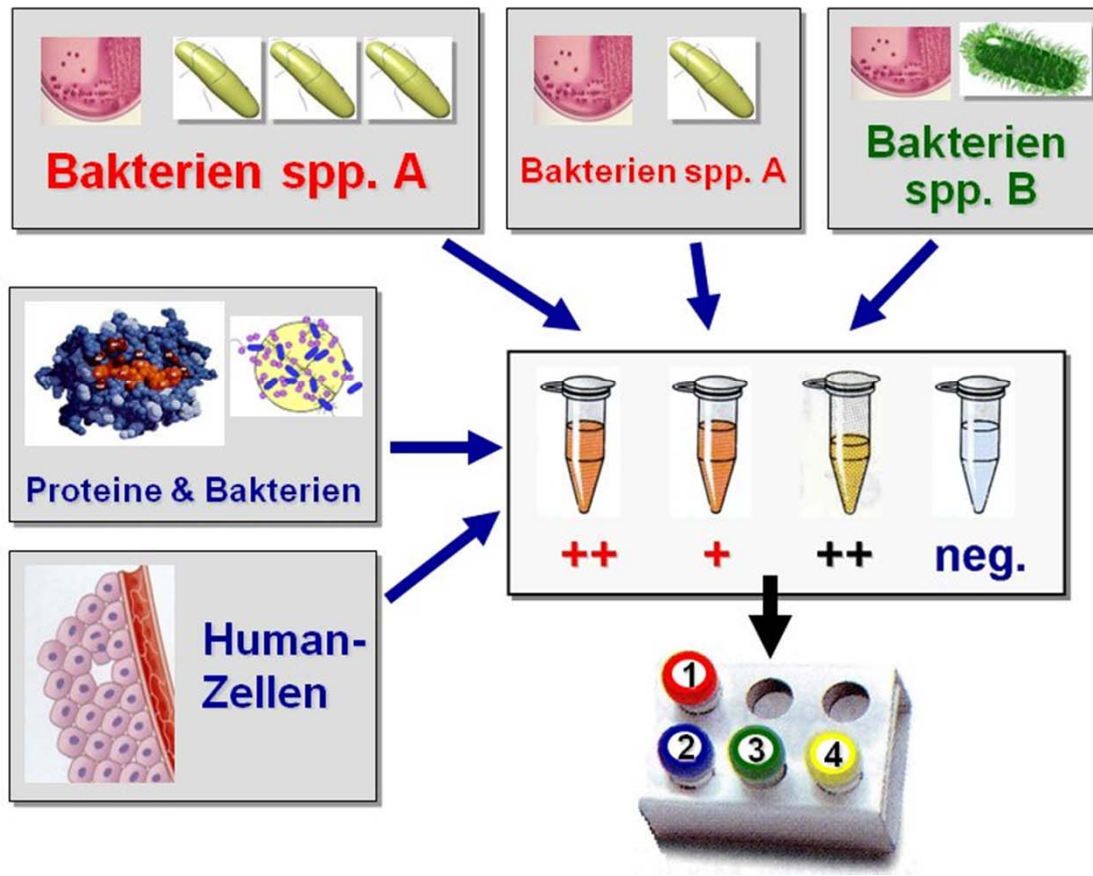 Bakterien spp. A
Bakterien spp. A
Bakterien
spp. B
Proteine & Bakterien
Human-
Zellen
++ + ++ neg.
1
2 3 4